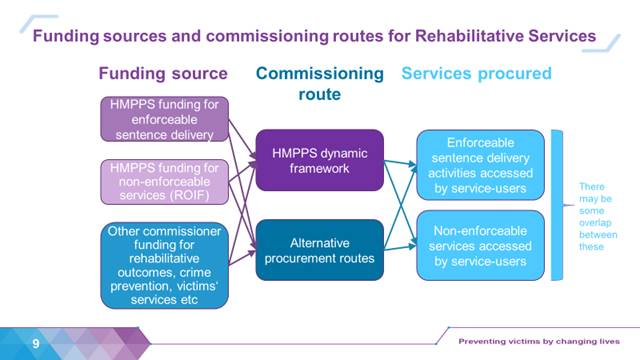 Funding sources and commissioning routes for Rehabilitative Services
Funding source
Commissioning
route
Services procured
HMPPS funding for
enforceable
sentence delivery
HMPPS funding for
non-enforceable
services (ROIF)
Other commissioner
funding for
rehabilitative
outcomes, crime
prevention, victims'
services etc
HMPPS dynamic
framework
Alternative
procurement routes
Enforceable
sentence delivery
activities accessed
by service-users
Non-enforceable
services accessed
by service-users
There
may be
some
overlap
between
these
9
Preventing victims by changing lives